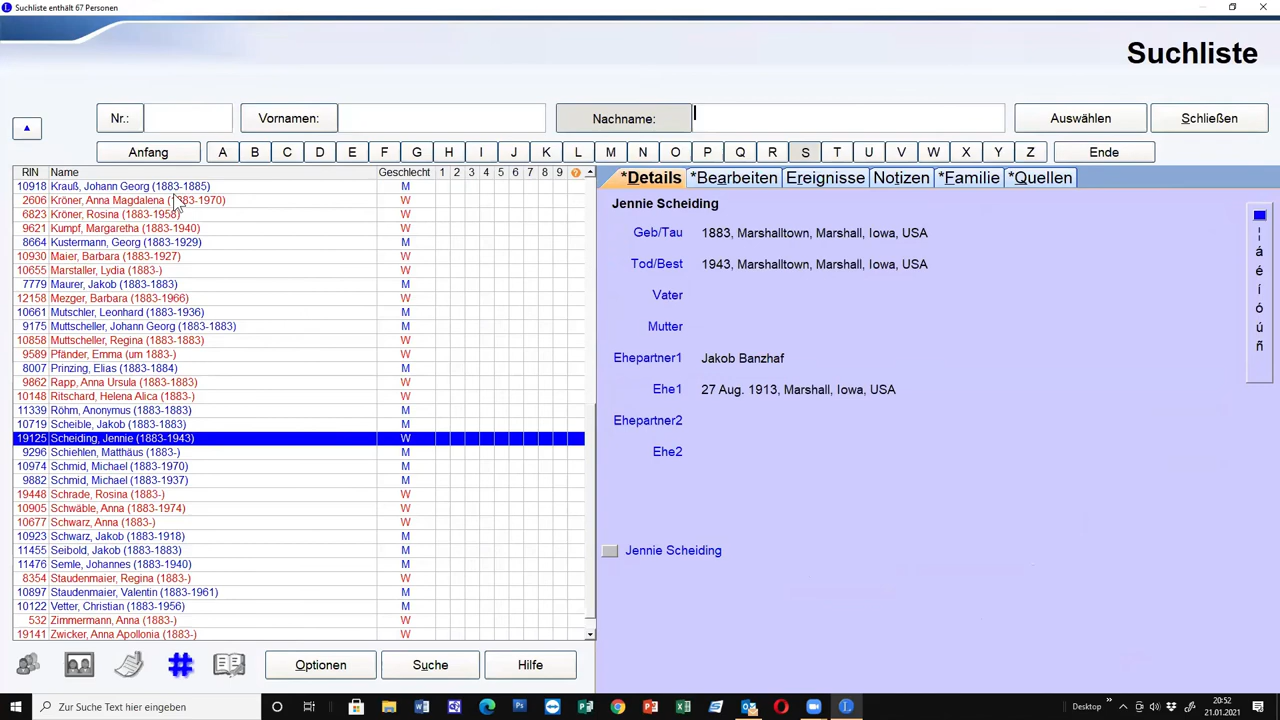 Suchliste enthält 67 Personen
Suchliste
Nr.: Vornamen: Nachname: Auswählen Schließen
Anfang A B C D E F G H I J K L M N O P Q R S T U V W X Y Z Ende
RIN Name Geschlecht 1 2 3 4 5 6 7 8 9
10918 Krauß, Johann Georg (1883-1885) M
2606 Kröner, Anna Magdalena (1883-1970) W
6823 Kröner, Rosina (1883-1958) W
9621 Kumpf, Margaretha (1883-1940) W
8664 Kustermann, Georg (1883-1929) M
10930 Maier, Barbara (1883-1927) W
10655 Marstaller, Lydia (1883-) W
7779 Maurer, Jakob (1883-1883) M
12158 Mezger, Barbara (1883-1966) W
10661 Mutschler, Leonhard (1883-1936) M
9175 Muttscheller, Johann Georg (1883-1883) M
10858 Muttscheller, Regina (1883-1883) W
9589 Pfänder, Emma (um 1883-) W
8007 Prinzing, Elias (1883-1884) M
9862 Rapp, Anna Ursula (1883-1883) W
10148 Ritschard, Helena Alica (1883-) W
11339 Röhm, Anonymus (1883-1883) M
10719 Scheible, Jakob (1883-1883) M
19125 Scheiding, Jennie (1883-1943) W
9296 Schiehlen, Matthäus (1883-) M
10974 Schmid, Michael (1883-1970) M
9882 Schmid, Michael (1883-1937) M
19448 Schrade, Rosina (1883-) W
10905 Schwäble, Anna (1883-1974) W
10677 Schwarz, Anna (1883-) W
10923 Schwarz, Jakob (1883-1918) M
11455 Seibold, Jakob (1883-1883) M
11476 Semle, Johannes (1883-1940) M
8354 Staudenmaier, Regina (1883-) W
10897 Staudenmaier, Valentin (1883-1961) M
10122 Vetter, Christian (1883-1956) M
532 Zimmermann, Anna (1883-) W
19141 Zwicker, Anna Apollonia (1883-) W
Optionen Suche Hilfe
*Details *Bearbeiten Ereignisse Notizen *Familie *Quellen
Jennie Scheiding
Geb/Tau 1883, Marshalltown, Marshall, Iowa, USA
Tod/Best 1943, Marshalltown, Marshall, Iowa, USA
Vater
Mutter
Ehepartner1 Jakob Banzhaf
Ehe1 27 Aug. 1913, Marshall, Iowa, USA
Ehepartner2
Ehe2
Jennie Scheiding
á
é
í
ó
ú
ñ
Zur Suche Text hier eingeben
Desktop
20:52
21.01.2021